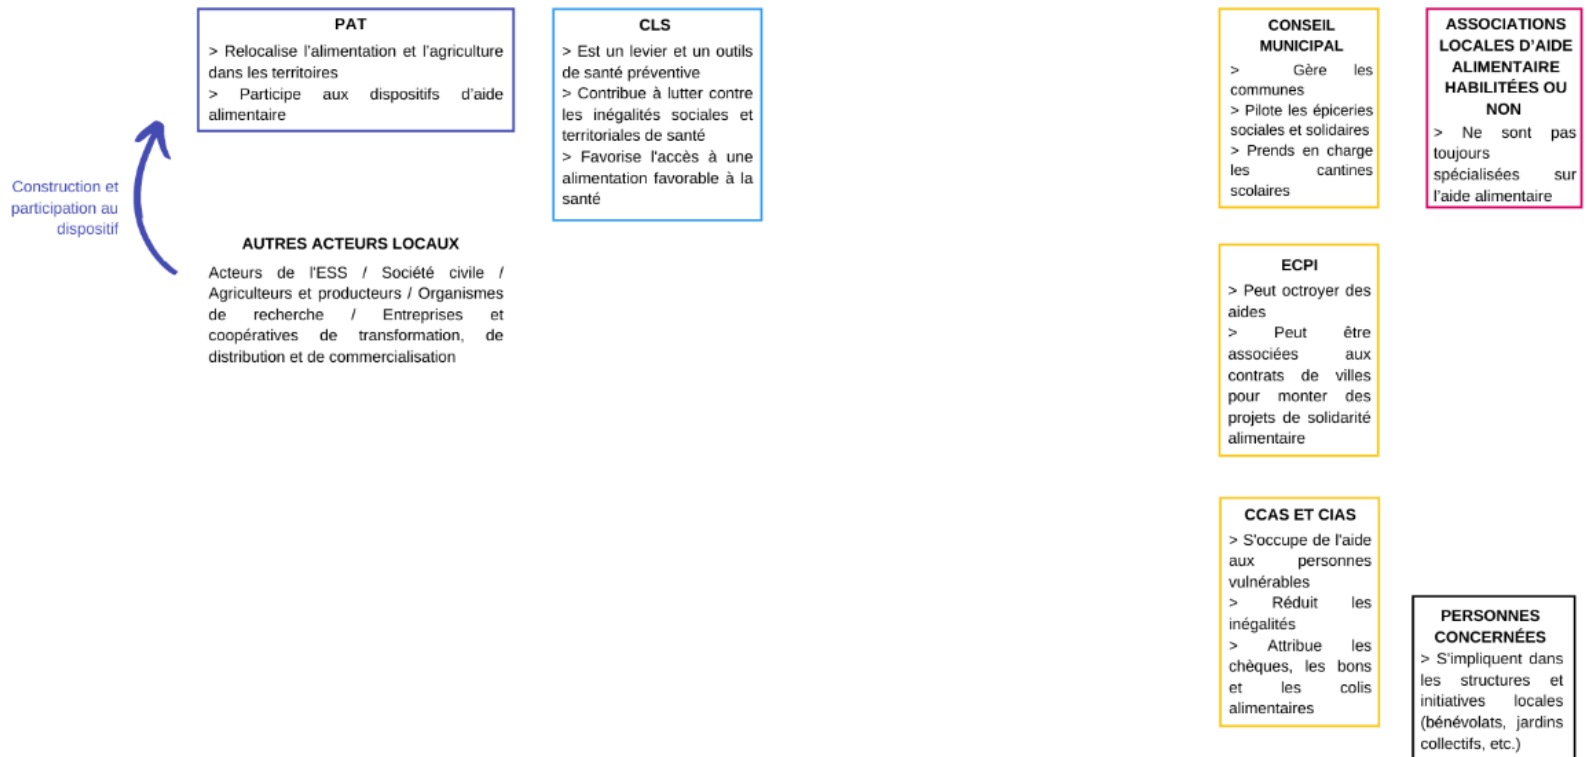 PAT
> Relocalise l'alimentation et l'agriculture
dans les territoires
> Participe aux dispositifs d'aide
alimentaire
CLS
> Est un levier et un outils
de santé préventive
> Contribue à lutter contre
les inégalités sociales et
territoriales de santé
> Favorise l'accès à une
alimentation favorable à la
santé
CONSEIL
MUNICIPAL
> Gère les
communes
> Pilote les épiceries
sociales et solidaires
> Prends en charge
les cantines
scolaires
ASSOCIATIONS
LOCALES D'AIDE
ALIMENTAIRE
HABILITÉES OU
NON
> Ne sont pas
toujours
spécialisées sur
l'aide alimentaire
Construction et
participation au
dispositif
AUTRES ACTEURS LOCAUX
Acteurs de l'ESS / Société civile /
Agriculteurs et producteurs / Organismes
de recherche / Entreprises et
coopératives de transformation, de
distribution et de commercialisation
ECPI
> Peut octroyer des
aides
> Peut être
associées aux
contrats de villes
pour monter des
projets de solidarité
alimentaire
CCAS ET CIAS
> S'occupe de l'aide
aux personnes
vulnérables
> Réduit les
inégalités
> Attribue les
chèques, les bons
et les colis
alimentaires
PERSONNES
CONCERNÉES
> S'impliquent dans
les structures et
initiatives locales
(bénévolats, jardins
collectifs, etc.)